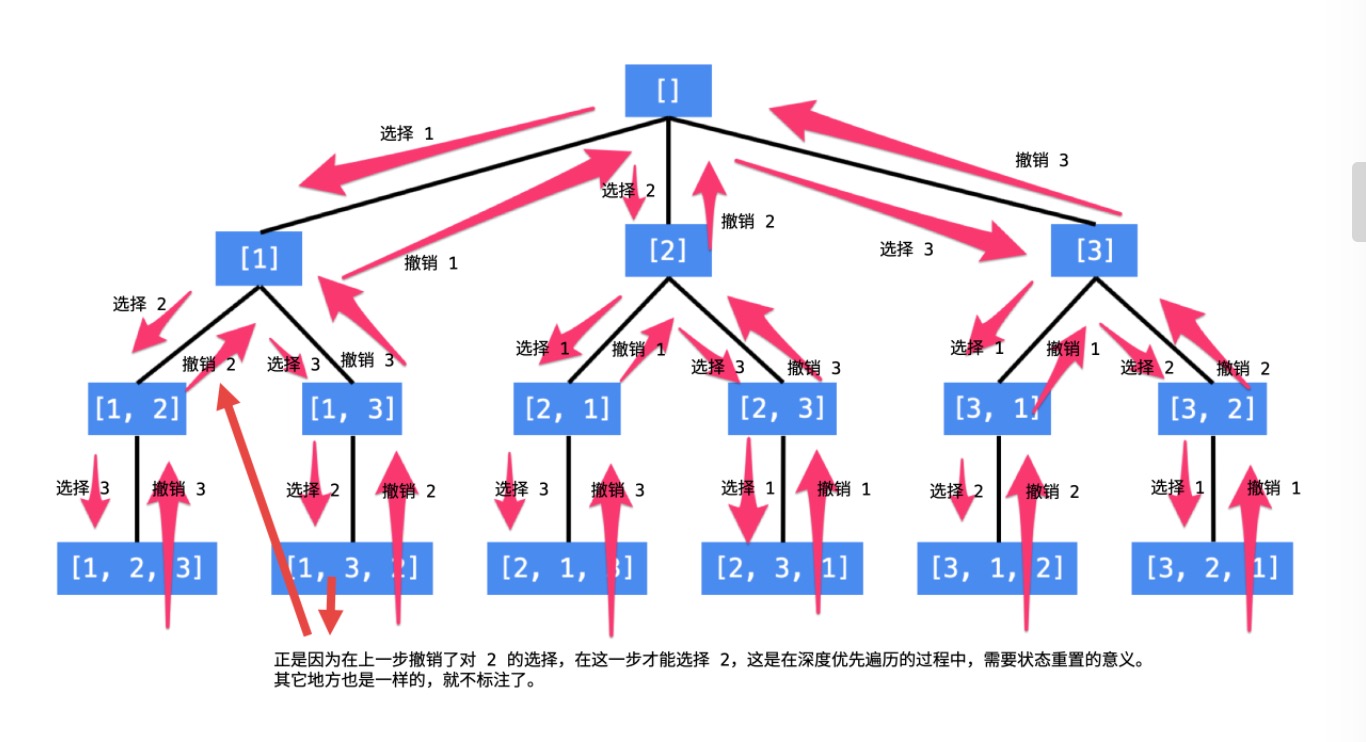 []
选择 1
撤销 3
选择 2
撤销 2
选择 3
撤销 1
[1]
[2]
[3]
选择 2
撤销 2
选择 3
撤销 3
选择 1
撤销 1
选择 3
撤销 3
选择 1
撤销 1
选择 2
撤销 2
[1, 2]
[1, 3]
[2, 1]
[2, 3]
[3, 1]
[3, 2]
选择 3
撤销 3
选择 2
撤销 2
选择 3
撤销 3
选择 1
撤销 1
选择 2
撤销 2
选择 1
撤销 1
[1, 2, 3]
[1, 3, 2]
[2, 1, 3]
[2, 3, 1]
[3, 1, 2]
[3, 2, 1]
正是因为在上一步撤销了对 2 的选择，在这一步才能选择 2，这是在深度优先遍历的过程中，需要状态重置的意义。
其它地方也是一样的，就不标注了。